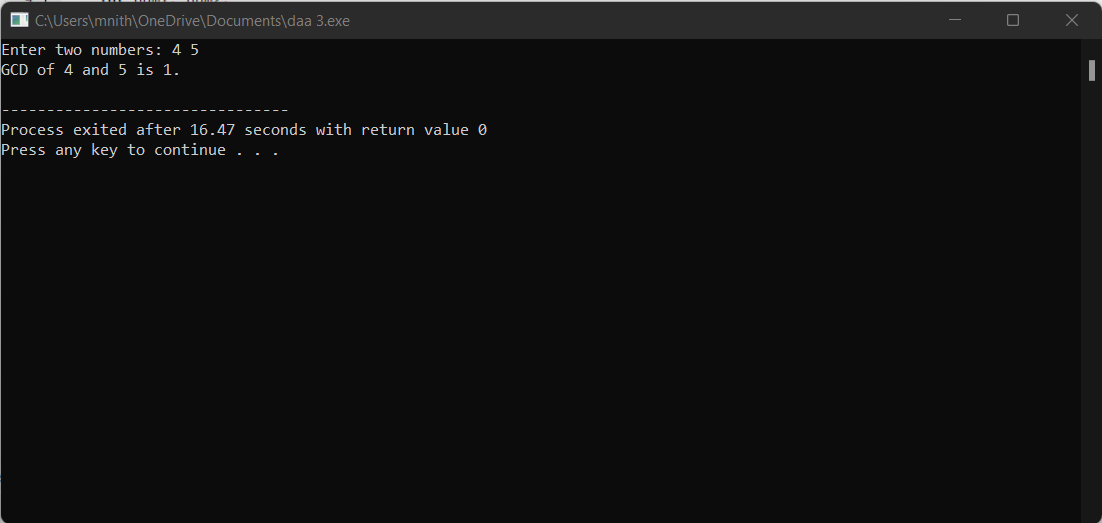 C:\Users\mnith\OneDrive\Documents\daa 3.exe
Enter two numbers: 4 5
GCD of 4 and 5 is 1.
--------------------------------
Process exited after 16.47 seconds with return value 0
Press any key to continue . . .